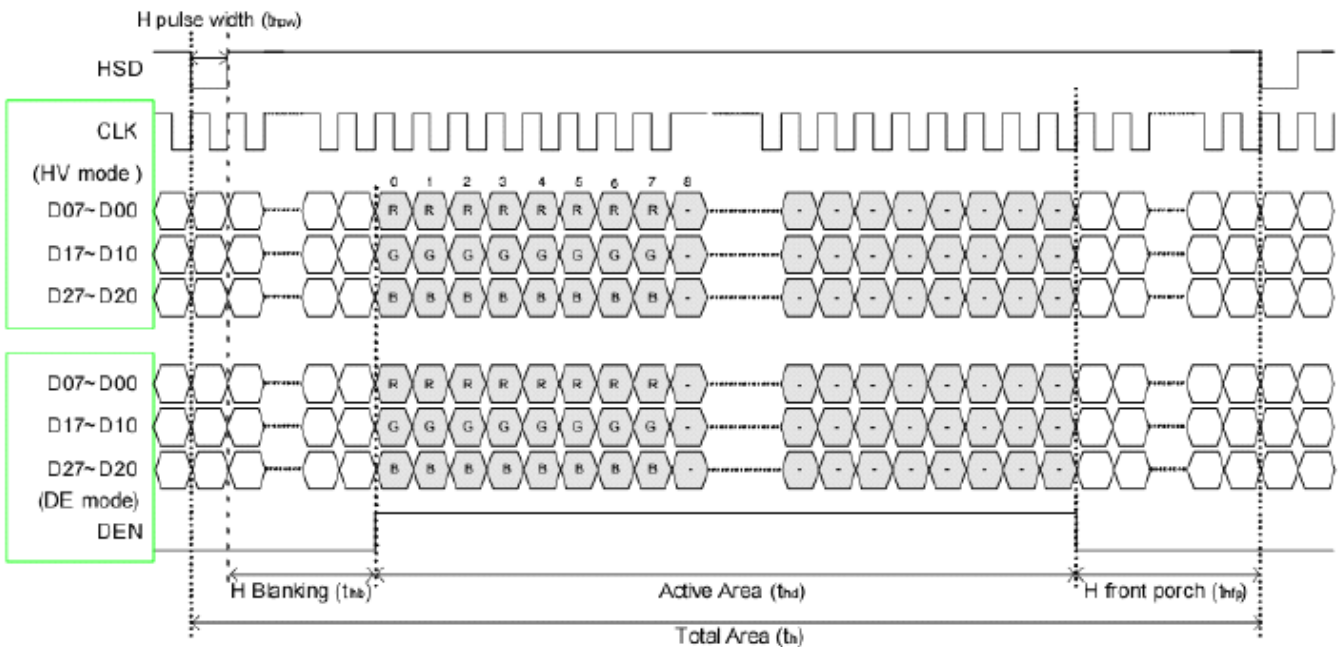 H pulse width (thpw)
HSD
CLK
(HV mode )
0 1 2 3 4 5 6 7 8
D07~D00 R R R R R R R R - - - - - - - - -
D17~D10 G G G G G G G G - - - - - - - - -
D27~D20 B B B B B B B B - - - - - - - - -
D07~D00 R R R R R R R R - - - - - - - - -
D17~D10 G G G G G G G G - - - - - - - - -
D27~D20 B B B B B B B B - - - - - - - - -
(DE mode)
DEN
H Blanking (thb) Active Area (thd) H front porch (thfp)
Total Area (th)